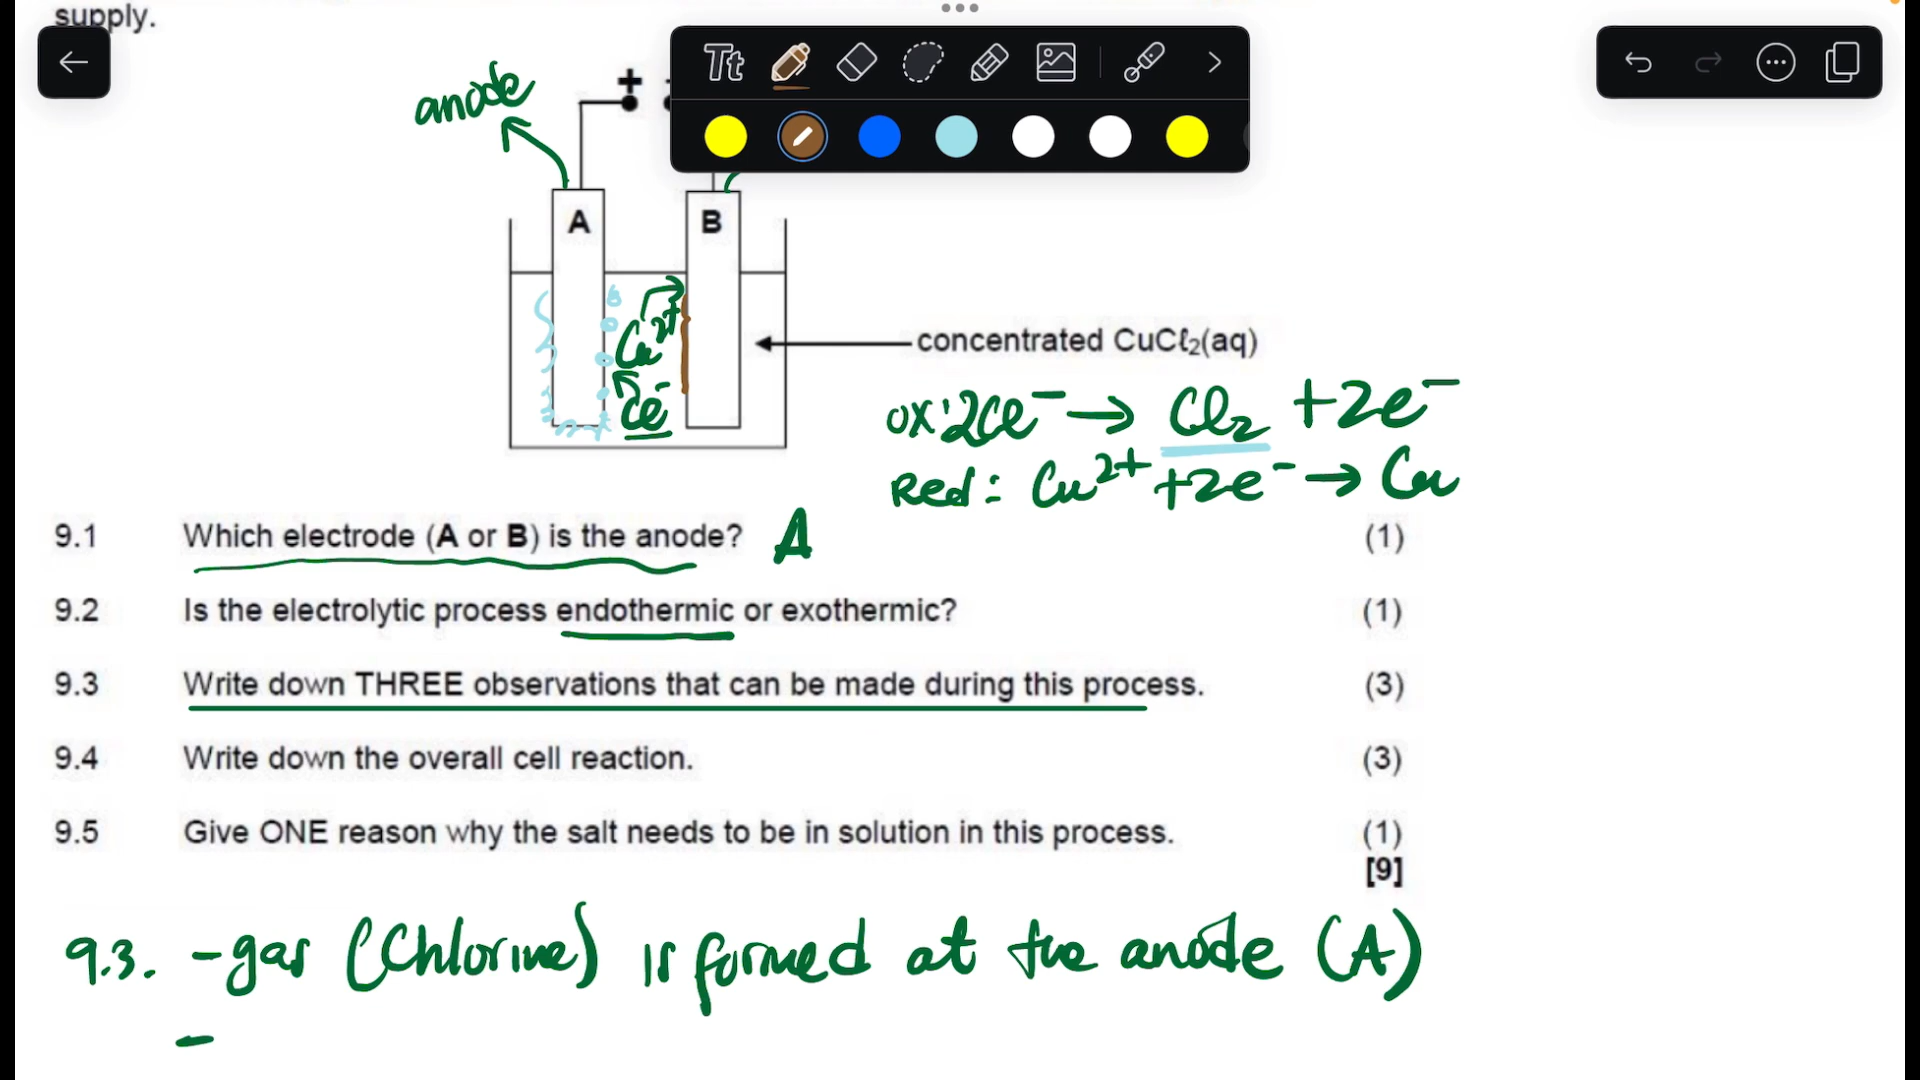 supply.
Tt
anode
+
A
B
Cu²⁺
Cl⁻
concentrated CuCℓ₂(aq)
ox: 2Cl⁻ → Cl₂ + 2e⁻
Red: Cu²⁺ + 2e⁻ → Cu
9.1 Which electrode (A or B) is the anode? A (1)
9.2 Is the electrolytic process endothermic or exothermic? (1)
9.3 Write down THREE observations that can be made during this process. (3)
9.4 Write down the overall cell reaction. (3)
9.5 Give ONE reason why the salt needs to be in solution in this process. (1)
[9]
9.3. - gas (Chlorine) is formed at the anode (A)
-